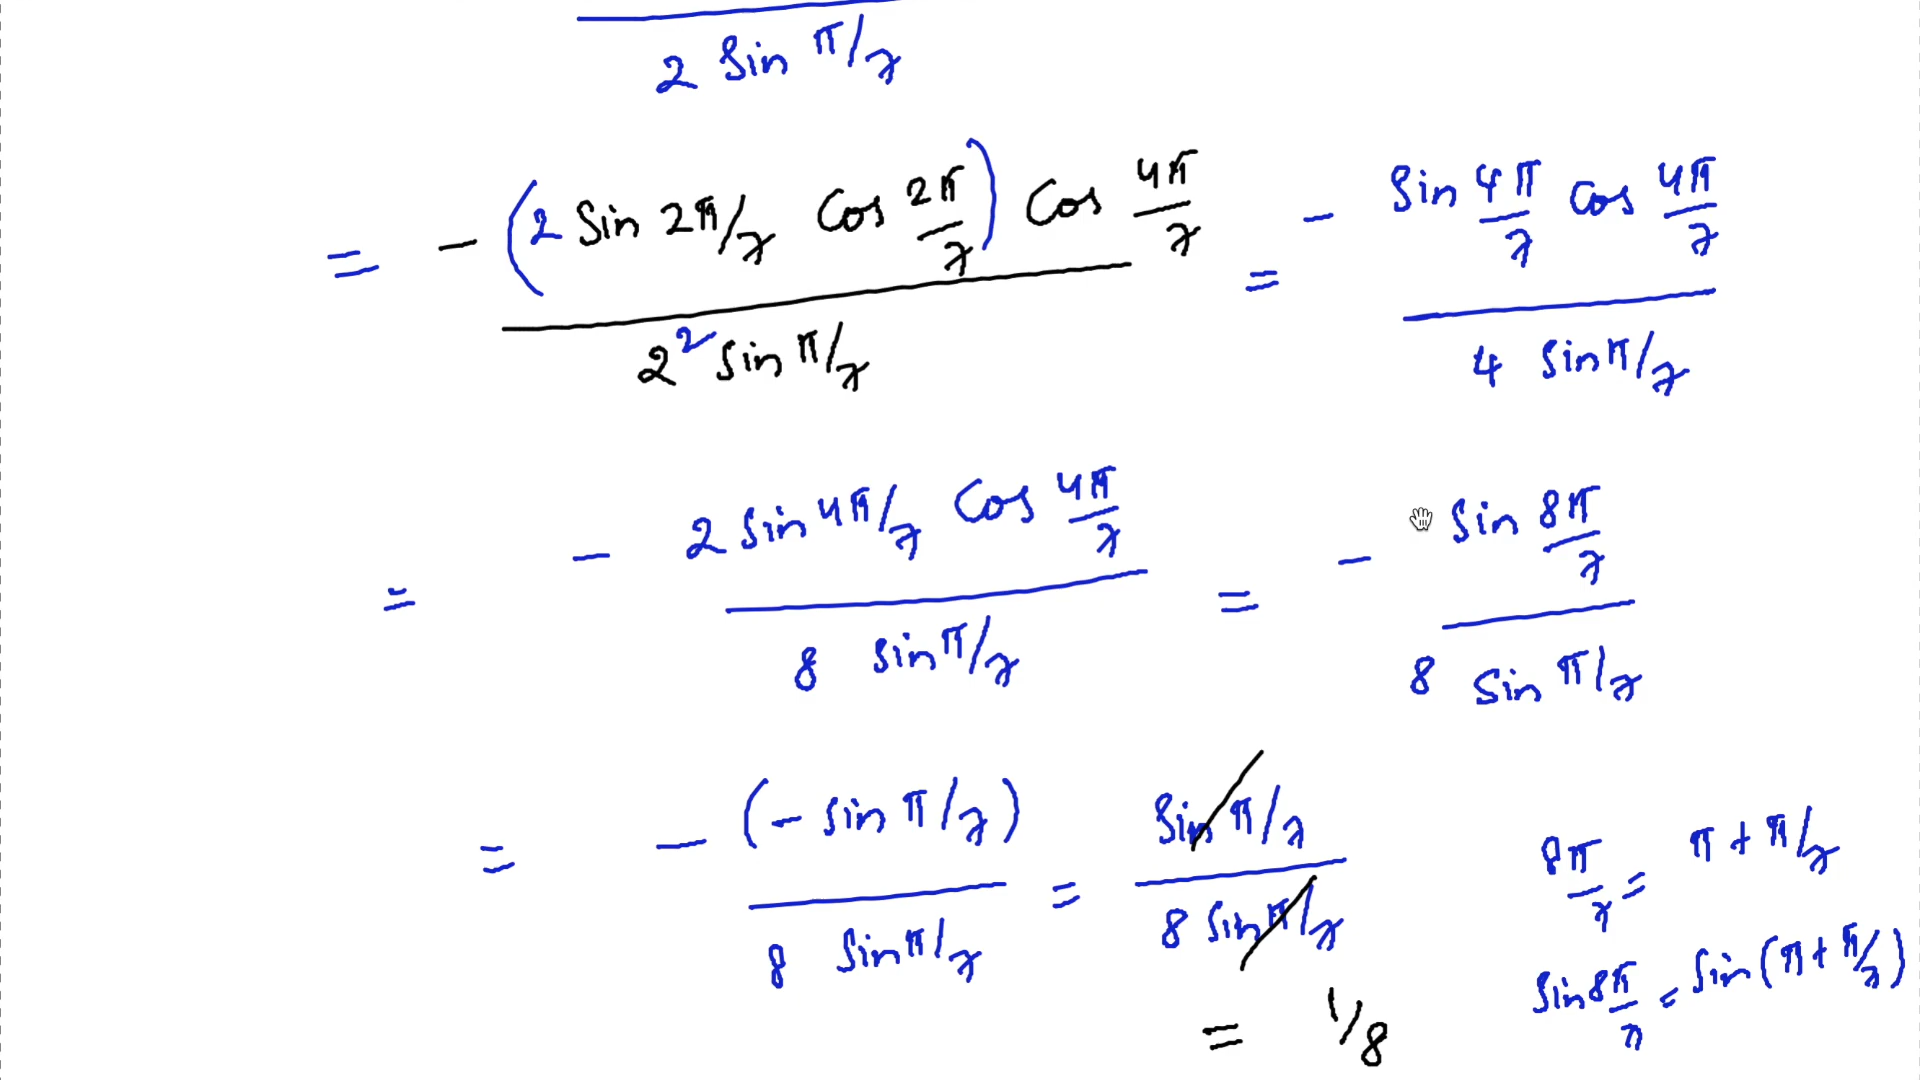 2 Sin π/7
= - (2 Sin 2π/7 Cos 2π/7) Cos 4π/7 / 2² Sin π/7 = - Sin 4π/7 Cos 4π/7 / 4 Sin π/7
= - 2 Sin 4π/7 Cos 4π/7 / 8 Sin π/7 = - Sin 8π/7 / 8 Sin π/7
= - (- Sin π/7) / 8 Sin π/7 = Sin π/7 / 8 Sin π/7
= 1/8
8π/7 = π + π/7
Sin 8π/n = Sin (π + π/7)